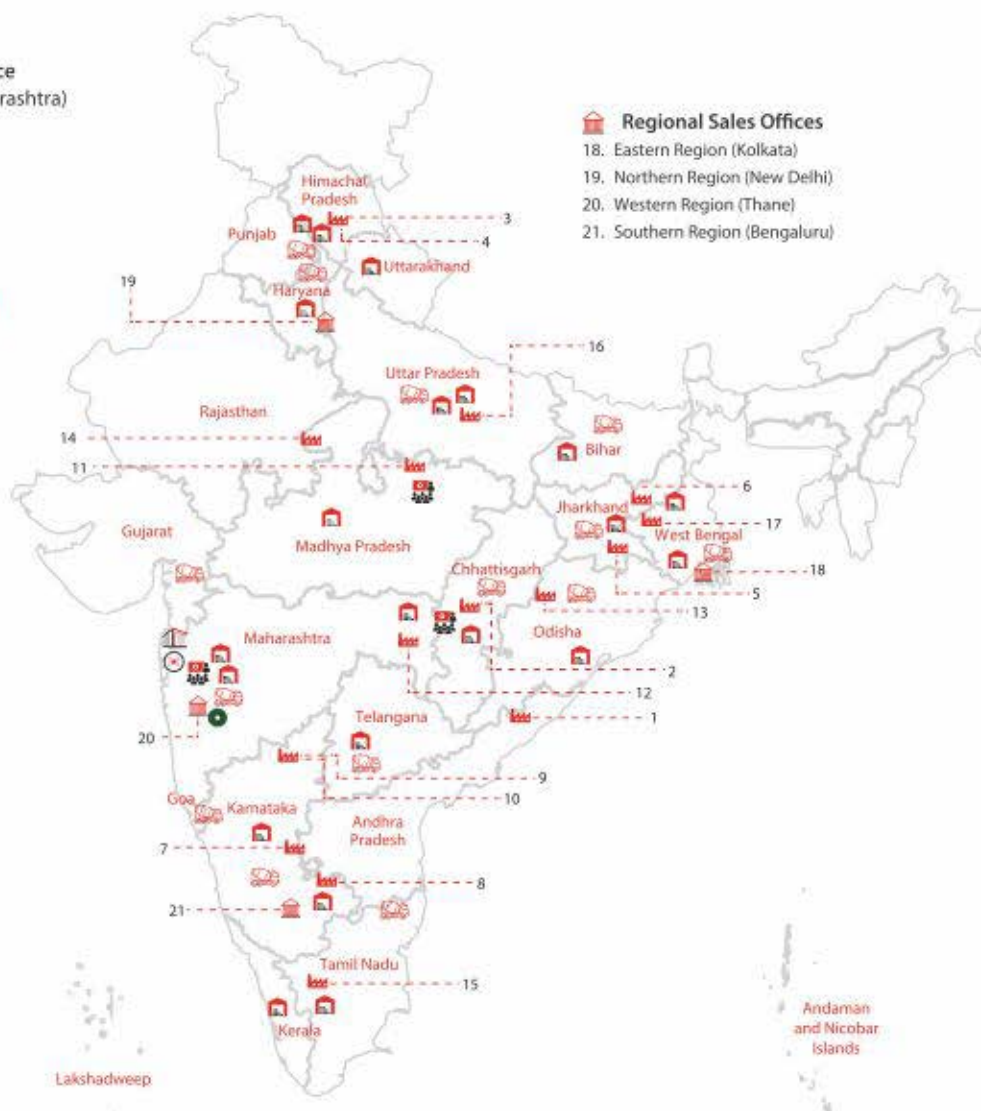 ce
rashtra)
Regional Sales Offices
18. Eastern Region (Kolkata)
19. Northern Region (New Delhi)
20. Western Region (Thane)
21. Southern Region (Bengaluru)
Himachal
Pradesh
3
Punjab
4
Uttarakhand
19
Haryana
16
Uttar Pradesh
Rajasthan
14
Bihar
11
6
Jharkhand
17
Gujarat
West Bengal
Madhya Pradesh
Chhattisgarh
18
5
13
Maharashtra
Odisha
2
12
Telangana
1
20
9
Goa
10
Karnataka
Andhra
Pradesh
7
8
21
Tamil Nadu
15
Kerala
Andaman
and Nicobar
Islands
Lakshadweep